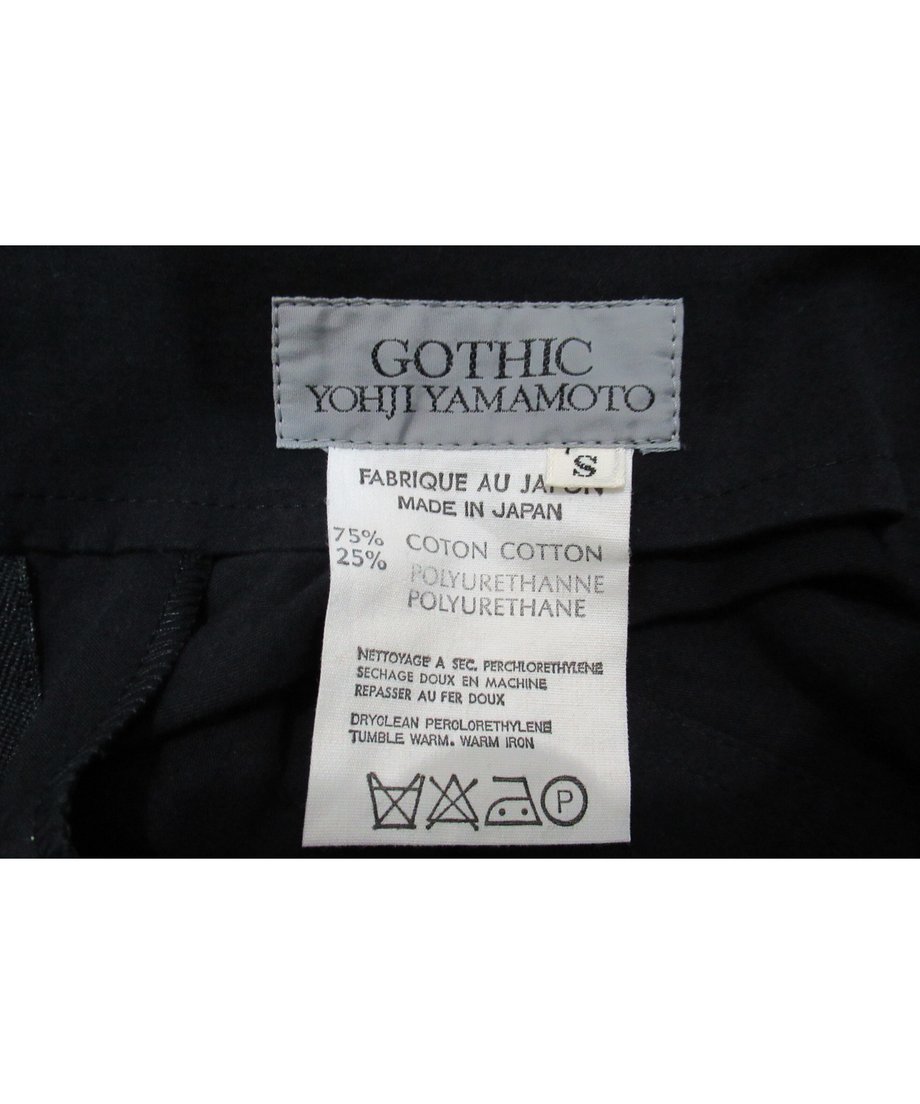 GOTHIC
YOHJI YAMAMOTO
S
FABRIQUE AU JAPON
MADE IN JAPAN
75% COTON COTTON
25% POLYURETHANNE
POLYURETHANE
NETTOYAGE A SEC. PERCHLORETHYLENE
SECHAGE DOUX EN MACHINE
REPASSER AU FER DOUX
DRYCLEAN PERCLORETHYLENE
TUMBLE WARM. WARM IRON
P